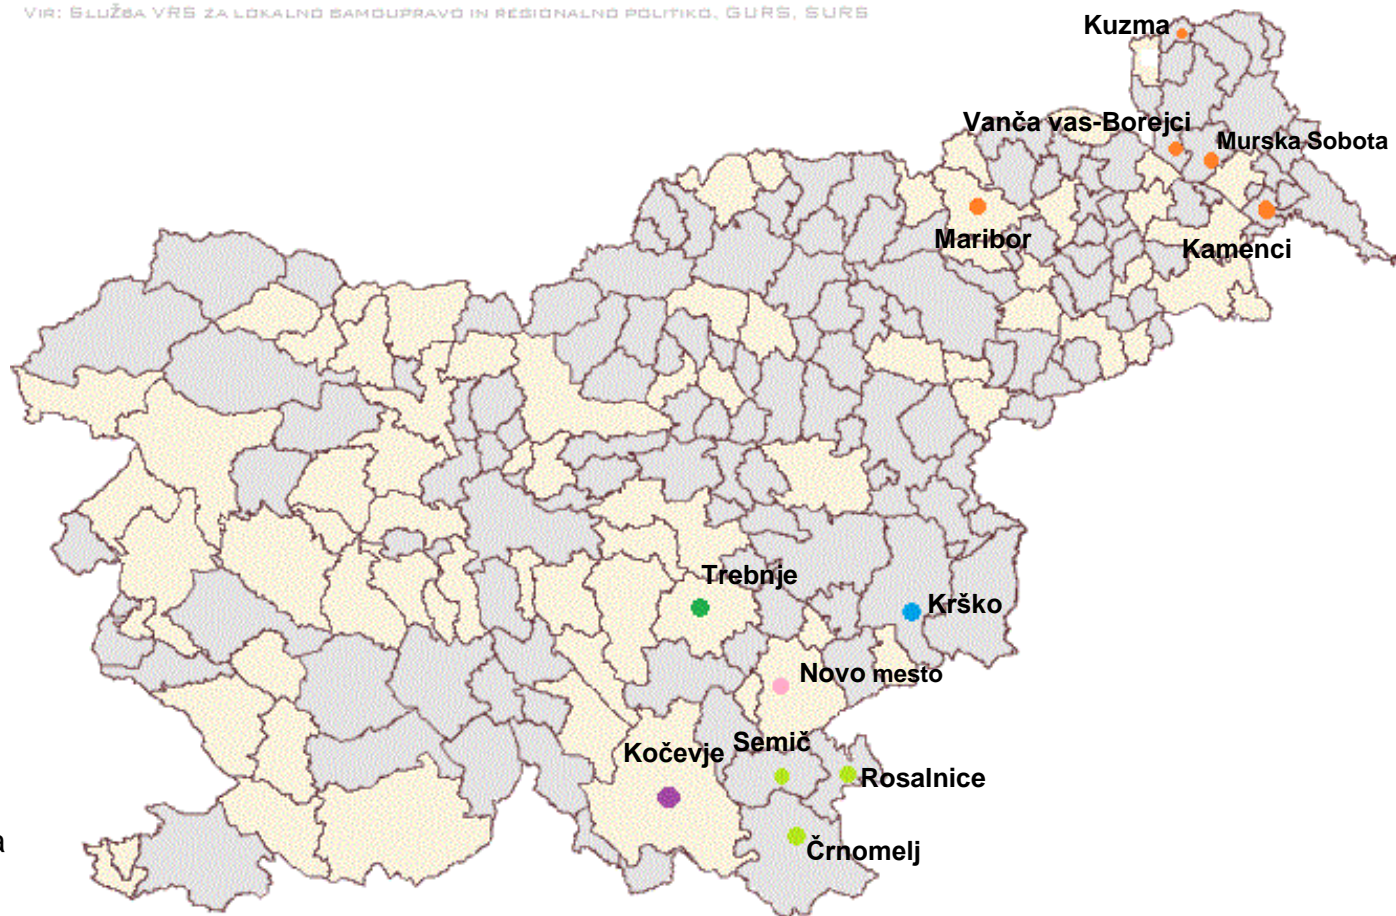 VIR: SLUŽBA VRS ZA LOKALNO SAMOUPRAVO IN REGIONALNO POLITIKO, GURS, SURS
Kuzma
Vanča vas-Borejci
Murska Sobota
Maribor
Kamenci
Trebnje
Krško
Novo mesto
Semič
Kočevje
Rosalnice
Črnomelj
a